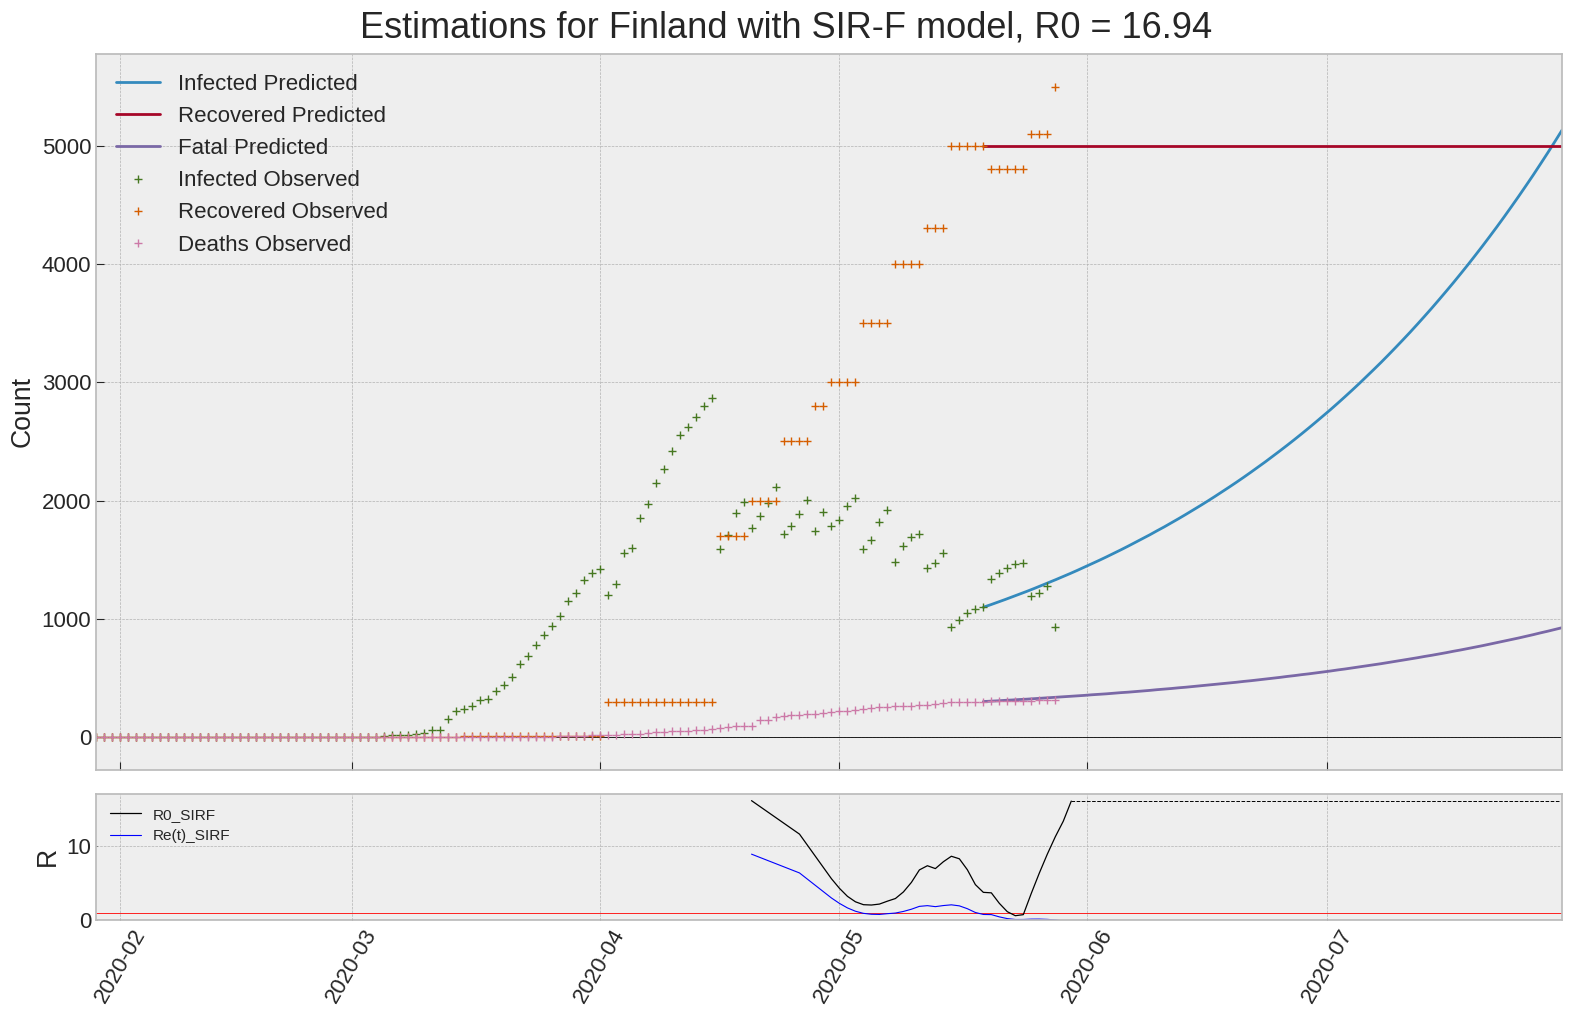 Estimations for Finland with SIR-F model, R0 = 16.94
Infected Predicted
Recovered Predicted
Fatal Predicted
Infected Observed
Recovered Observed
Deaths Observed
5000
4000
3000
2000
1000
0
Count
R0_SIRF
Re(t)_SIRF
10
0
R
2020-02
2020-03
2020-04
2020-05
2020-06
2020-07